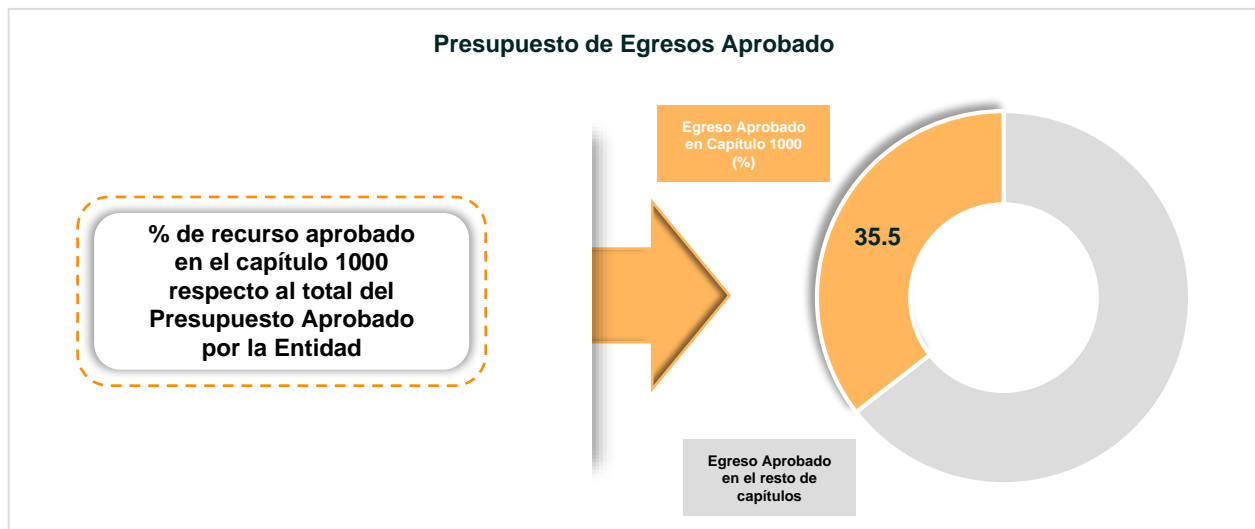 Presupuesto de Egresos Aprobado
Egreso Aprobado
en Capítulo 1000
(%)
% de recurso aprobado
en el capítulo 1000
respecto al total del
Presupuesto Aprobado
por la Entidad
35.5
Egreso Aprobado
en el resto de
capítulos